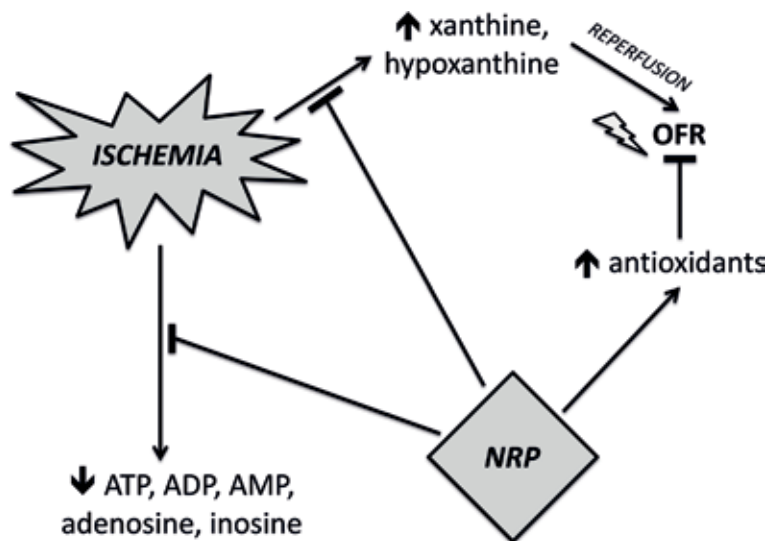 ↑ xanthine,
hypoxanthine
REPERFUSION
ISCHEMIA
OFR
↑ antioxidants
NRP
↓ ATP, ADP, AMP,
adenosine, inosine